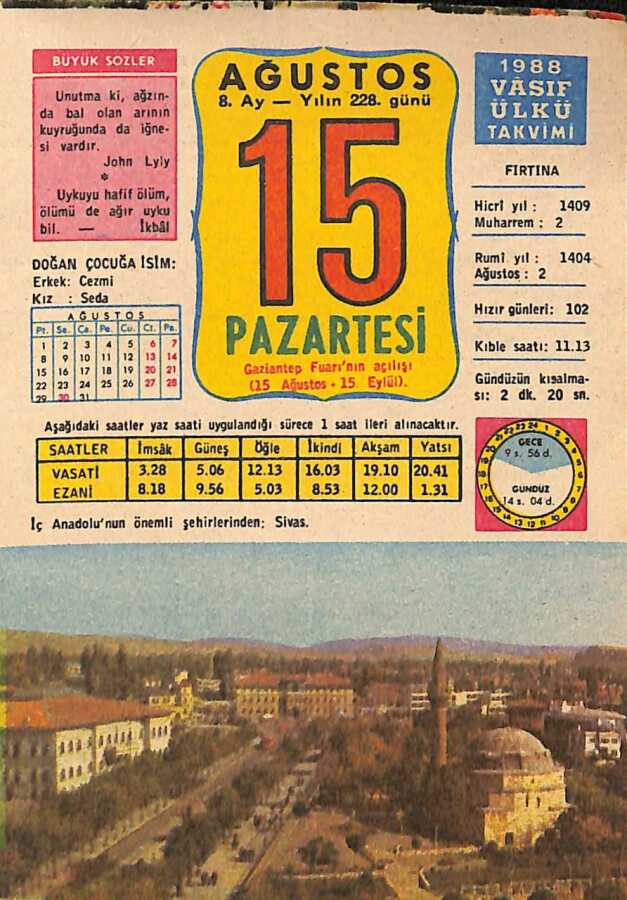 BÜYÜK SÖZLER
Unutma ki, ağzın-
da bal olan arının
kuyruğunda da iğne-
si vardır.
John Lyly
Uykuyu hafif ölüm,
ölümü de ağır uyku
bil. — İkbâl
DOĞAN ÇOCUĞA İSİM:
Erkek: Cezmi
Kız : Seda
AĞUSTOS
Pt. Sa. Ça. Pe. Cu. Ct. Pa.
1 2 3 4 5 6 7
8 9 10 11 12 13 14
15 16 17 18 19 20 21
22 23 24 25 26 27 28
29 30 31
AĞUSTOS
8. Ay — Yılın 228. günü
15
PAZARTESİ
Gaziantep Fuarı'nın açılışı
(15 Ağustos - 15 Eylül).
1988
VÂSIF
ÜLKÜ
TAKVİMİ
FIRTINA
Hicrî yıl : 1409
Muharrem : 2
Rumî yıl : 1404
Ağustos : 2
Hızır günleri: 102
Kıble saati: 11.13
Gündüzün kısalma-
sı: 2 dk. 20 sn.
Aşağıdaki saatler yaz saati uygulandığı sürece 1 saat ileri alınacaktır.
SAATLER İmsâk Güneş Öğle İkindi Akşam Yatsı
VASATİ 3.28 5.06 12.13 16.03 19.10 20.41
EZANİ 8.18 9.56 5.03 8.53 12.00 1.31
GECE
9 s. 56 d.
GÜNDÜZ
14 s. 04 d.
İç Anadolu'nun önemli şehirlerinden; Sivas.